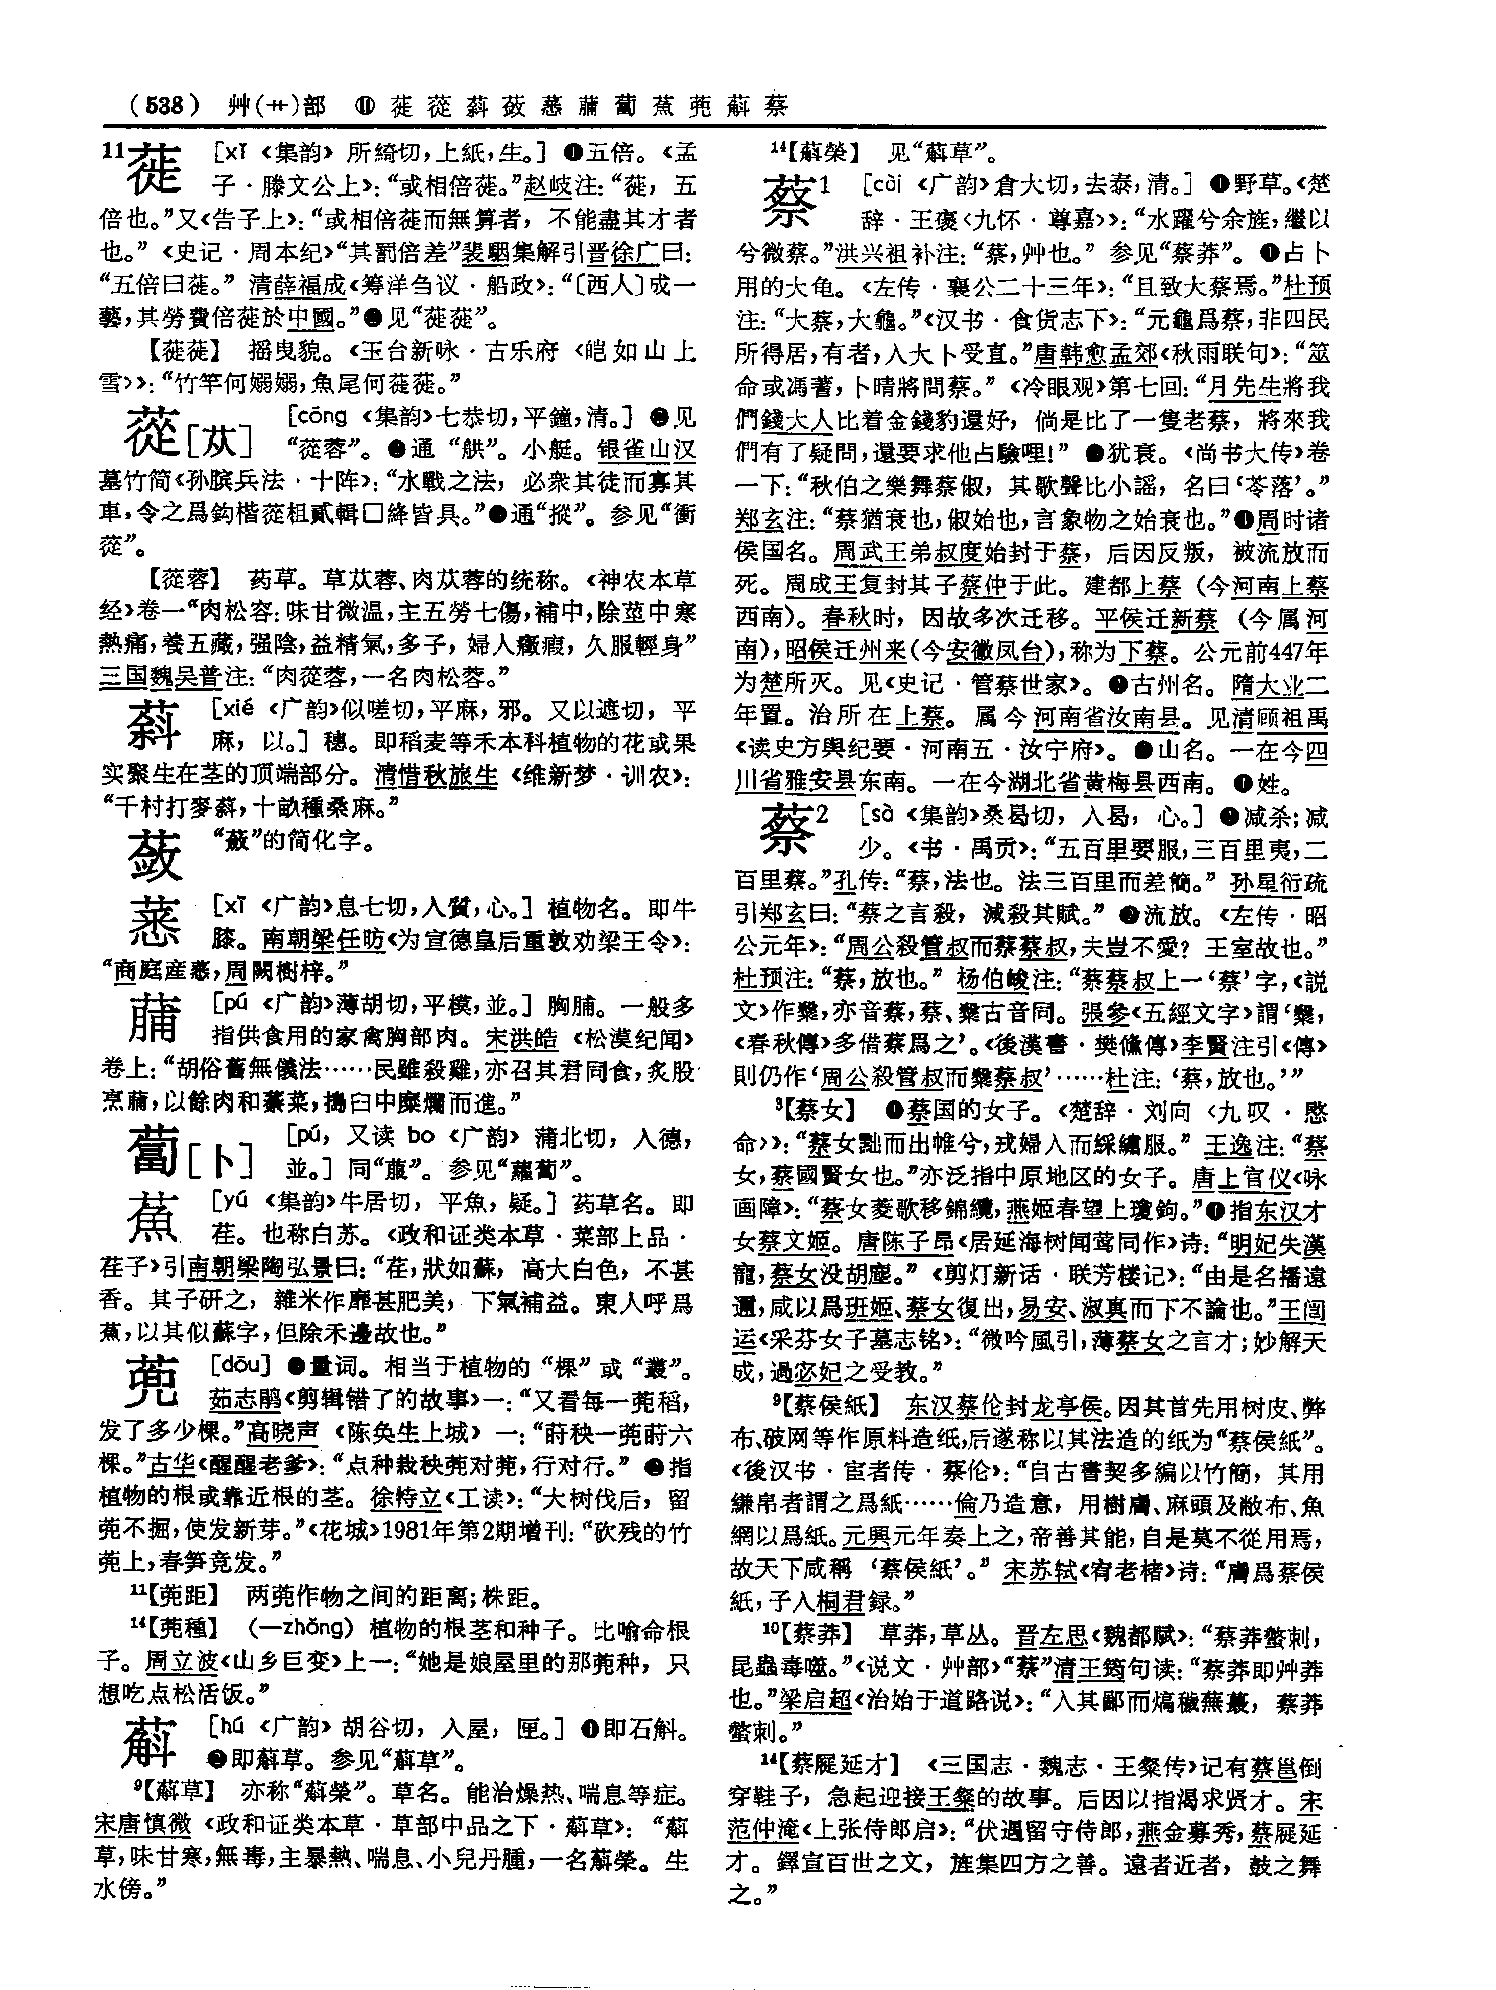 (538) 艸(艹)部 ⑪ 蓰 蓯 蒣 蔹 蒠 蒱 蔔 䔡 蔸 蔛 蔡
11蓰 [xǐ《集韵》所綺切,上紙,生。]❶五倍。《孟
子·滕文公上》:“或相倍蓰。”赵岐注:“蓰,五
倍也。”又《告子上》:“或相倍蓰而無算者,不能盡其才者
也。”《史记·周本纪》“其罰倍差”裴駰集解引晋徐广曰:
“五倍曰蓰。”清薛福成《筹洋刍议·船政》:“〔西人〕成一
藝,其勞費倍蓰於中國。”❷见“蓰蓰”。
【蓰蓰】 摇曳貌。《玉台新咏·古乐府〈皑如山上
雪〉》:“竹竿何嫋嫋,魚尾何蓰蓰。”
蓯[苁] [cōng《集韵》七恭切,平鐘,清。]❶见
“蓯蓉”。❷通“舼”。小艇。银雀山汉
墓竹简《孙膑兵法·十阵》:“水戰之法,必衆其徒而寡其
車,令之爲鈎楷蓯柤貳輯□絳皆具。”❸通“摐”。参见“衝
蓯”。
【蓯蓉】 药草。草苁蓉、肉苁蓉的统称。《神农本草
经》卷一“肉松容:味甘微温,主五勞七傷,補中,除莖中寒
熱痛,養五藏,强陰,益精氣,多子,婦人癥瘕,久服輕身”
三国魏吴普注:“肉蓯蓉,一名肉松蓉。”
[xié《广韵》似嗟切,平麻,邪。又以遮切,平
麻,以。]穗。即稻麦等禾本科植物的花或果
实聚生在茎的顶端部分。清惜秋旅生《维新梦·训农》:
“千村打麥,十畝種桑麻。”
蔹 “蘞”的简化字。
[xī《广韵》息七切,入質,心。]植物名。即牛
膝。南朝梁任昉《为宣德皇后重敦劝梁王令》:
“商庭産,周闕樹梓。”
[pú《广韵》薄胡切,平模,並。]胸脯。一般多
指供食用的家禽胸部肉。宋洪皓《松漠纪闻》
卷上:“胡俗舊無儀法……民雖殺雞,亦召其君同食,炙股
烹,以餘肉和蔂菜,搗臼中糜爛而進。”
蔔[卜] [pú,又读 bo《广韵》蒲北切,入德,
並。]同“菔”。参见“蘿蔔”。
[yú《集韵》牛居切,平魚,疑。]药草名。即
荏。也称白苏。《政和证类本草·菜部上品·
荏子》引南朝梁陶弘景曰:“荏,狀如蘇,高大白色,不甚
香。其子研之,雜米作糜甚肥美,下氣補益。東人呼爲
,以其似蘇字,但除禾邊故也。”
蔸 [dōu]❶量词。相当于植物的“棵”或“叢”。
茹志鹃《剪辑错了的故事》一:“又看每一蔸稻,
发了多少棵。”高晓声《陈奂生上城》一:“莳秧一蔸莳六
棵。”古华《醒醒老爹》:“点种栽秧蔸对蔸,行对行。”❷指
植物的根或靠近根的茎。徐特立《工读》:“大树伐后,留
蔸不掘,使发新芽。”《花城》1981年第2期增刊:“砍残的竹
蔸上,春笋竞发。”
11【蔸距】 两蔸作物之间的距离;株距。
14【蔸種】 (—zhǒng)植物的根茎和种子。比喻命根
子。周立波《山乡巨变》上一:“她是娘屋里的那蔸种,只
想吃点松活饭。”
蔛 [hú《广韵》胡谷切,入屋,匣。]❶即石斛。
❷即蔛草。参见“蔛草”。
9【蔛草】 亦称“蔛榮”。草名。能治燥热、喘息等症。
宋唐慎微《政和证类本草·草部中品之下·蔛草》:“蔛
草,味甘寒,無毒,主暴熱、喘息、小兒丹腫,一名蔛榮。生
水傍。”
14【蔛榮】 见“蔛草”。
蔡1 [cài《广韵》倉大切,去泰,清。]❶野草。《楚
辞·王褒〈九怀·尊嘉〉》:“水躍兮余旌,繼以
兮微蔡。”洪兴祖补注:“蔡,艸也。”参见“蔡莽”。❷占卜
用的大龟。《左传·襄公二十三年》:“且致大蔡焉。”杜预
注:“大蔡,大龜。”《汉书·食货志下》:“元龜爲蔡,非四民
所得居,有者,入大卜受直。”唐韩愈孟郊《秋雨联句》:“筮
命或馮蓍,卜晴將問蔡。”《冷眼观》第七回:“月先生將我
們錢大人比着金錢豹還好,倘是比了一隻老蔡,將來我
們有了疑問,還要求他占驗哩!”❸犹衰。《尚书大传》卷
一下:“秋伯之樂舞蔡俶,其歌聲比小謡,名曰‘苓落’。”
郑玄注:“蔡猶衰也,俶始也,言象物之始衰也。”❹周时诸
侯国名。周武王弟叔度始封于蔡,后因反叛,被流放而
死。周成王复封其子蔡仲于此。建都上蔡(今河南上蔡
西南)。春秋时,因故多次迁移。平侯迁新蔡(今属河
南),昭侯迁州来(今安徽凤台),称为下蔡。公元前447年
为楚所灭。见《史记·管蔡世家》。❺古州名。隋大业二
年置。治所在上蔡。属今河南省汝南县。见清顾祖禹
《读史方舆纪要·河南五·汝宁府》。❻山名。一在今四
川省雅安县东南。一在今湖北省黄梅县西南。❼姓。
蔡2 [sà《集韵》桑曷切,入曷,心。]❶减杀;减
少。《书·禹贡》:“五百里要服,三百里夷,二
百里蔡。”孔传:“蔡,法也。法三百里而差簡。”孙星衍疏
引郑玄曰:“蔡之言殺,減殺其賦。”❷流放。《左传·昭
公元年》:“周公殺管叔而蔡蔡叔,夫豈不愛?王室故也。”
杜预注:“蔡,放也。”杨伯峻注:“蔡蔡叔上一‘蔡’字,《説
文》作䊝,亦音蔡,蔡、䊝古音同。張參《五經文字》謂‘䊝,
《春秋傳》多借蔡爲之’。《後漢書·樊儵傳》李賢注引《傳》
則仍作‘周公殺管叔而䊝蔡叔’……杜注:‘蔡,放也。’”
3【蔡女】 ❶蔡国的女子。《楚辞·刘向〈九叹·愍
命〉》:“蔡女黜而出帷兮,戎婦入而綵繡服。”王逸注:“蔡
女,蔡國賢女也。”亦泛指中原地区的女子。唐上官仪《咏
画障》:“蔡女菱歌移錦纜,燕姬春望上瓊鉤。”❷指东汉才
女蔡文姬。唐陈子昂《居延海树闻莺同作》诗:“明妃失漢
寵,蔡女没胡塵。”《剪灯新话·联芳楼记》:“由是名播遠
邇,咸以爲班姬、蔡女復出,易安、淑真而下不論也。”王闿
运《采芬女子墓志铭》:“微吟風引,薄蔡女之言才;妙解天
成,過宓妃之受教。”
9【蔡侯紙】 东汉蔡伦封龙亭侯。因其首先用树皮、弊
布、破网等作原料造纸,后遂称以其法造的纸为“蔡侯紙”。
《後汉书·宦者传·蔡伦》:“自古書契多編以竹簡,其用
縑帛者謂之爲紙……倫乃造意,用樹膚、麻頭及敝布、魚
網以爲紙。元興元年奏上之,帝善其能,自是莫不從用焉,
故天下咸稱‘蔡侯紙’。”宋苏轼《宥老楮》诗:“膚爲蔡侯
紙,子入桐君録。”
10【蔡莽】 草莽,草丛。晋左思《魏都赋》:“蔡莽螫刺,
昆蟲毒噬。”《说文·艸部》“蔡”清王筠句读:“蔡莽即艸莽
也。”梁启超《治始于道路说》:“入其鄙而熇穢蕪蕞,蔡莽
螫刺。”
14【蔡屣延才】 《三国志·魏志·王粲传》记有蔡邕倒
穿鞋子,急起迎接王粲的故事。后因以指渴求贤才。宋
范仲淹《上张侍郎启》:“伏遇留守侍郎,燕金募秀,蔡屣延
才。鐸宣百世之文,旌集四方之善。遠者近者,鼓之舞
之。”